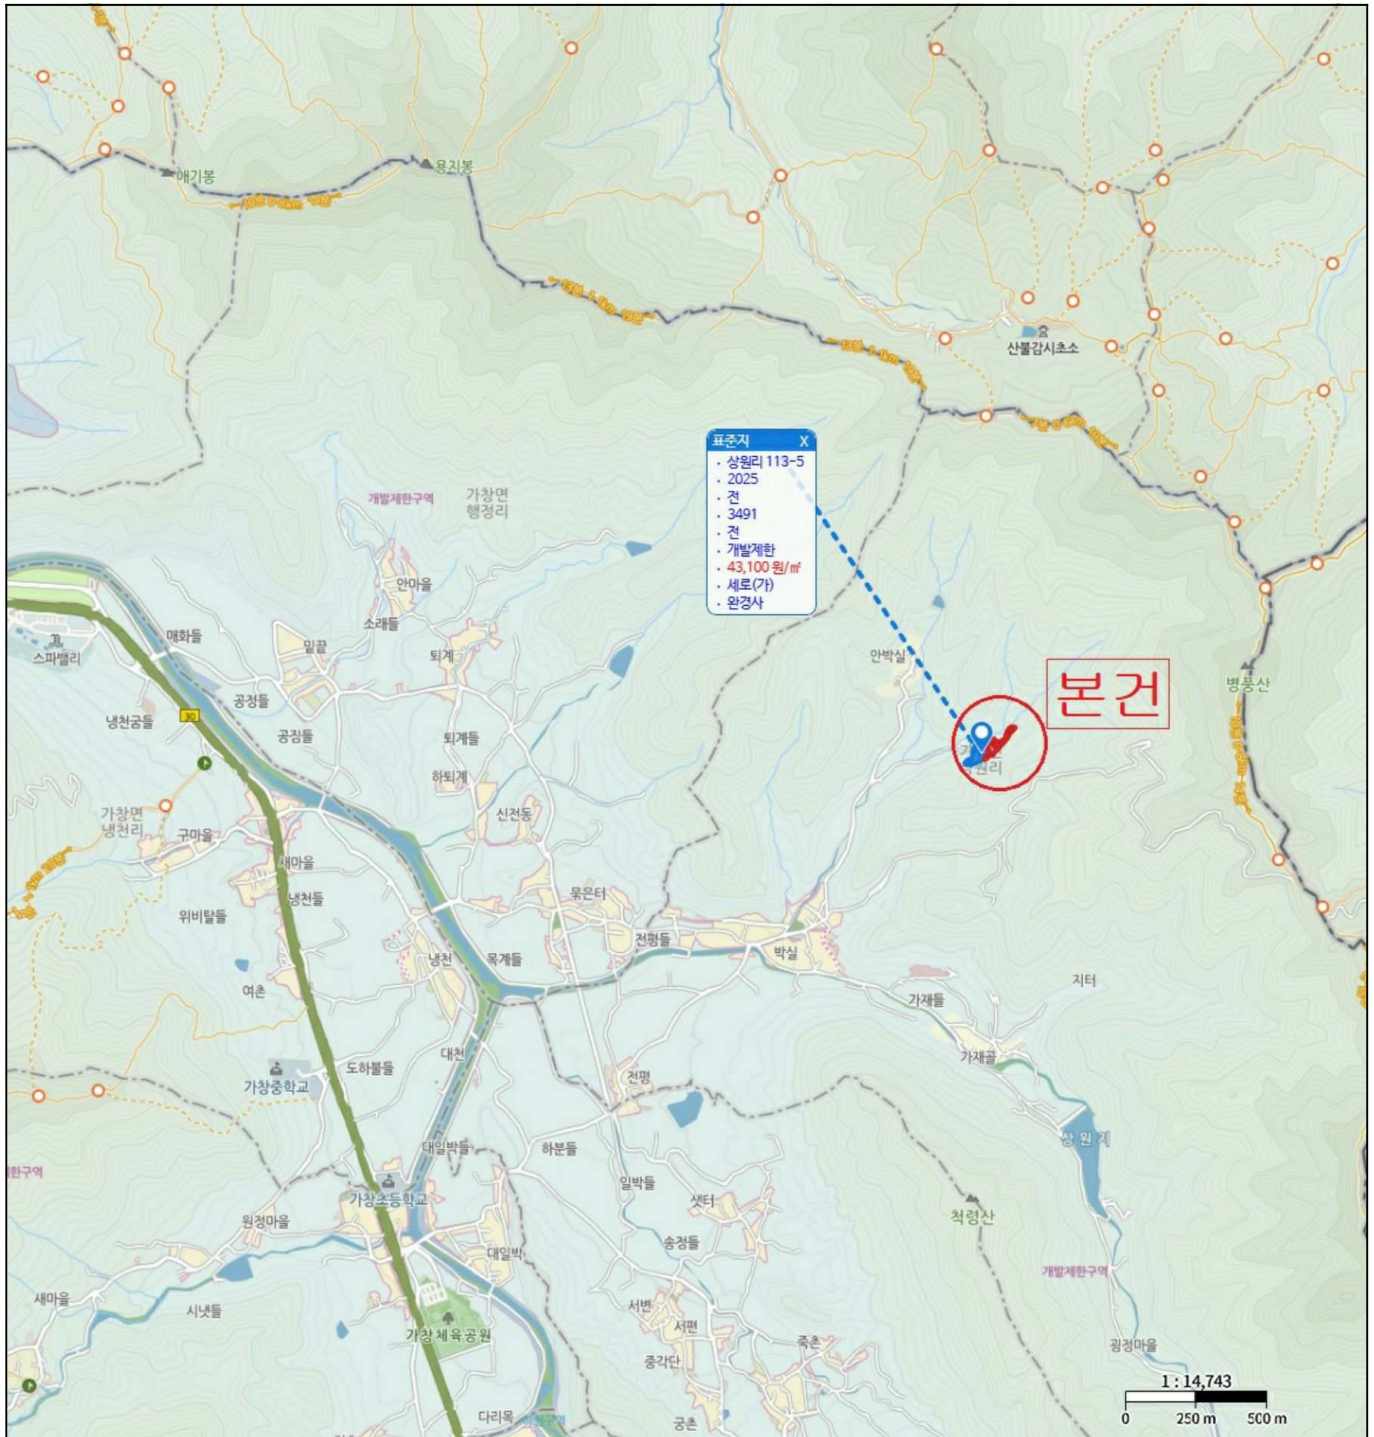 애기봉
용지봉
산불감시초소
표준지 X
· 상원리 113-5
· 2025
· 전
· 3491
· 전
· 개발제한
· 43,100 원/㎡
· 세로(가)
· 완경사
개발제한구역
가창면
행정리
안마을
소래들
매화들
밀끝
퇴계
스파밸리
공정들
안박실
본건
병풍산
냉천궁들
30
공짐들
퇴계들
하퇴계
가창면
냉천리
구마을
신전동
새마을
냉천들
묶은터
위비탈들
전평들
박실
냉천
목계들
여촌
가재들
지터
대천
도하불들
가재골
가창중학교
전평
상원지
대일박들
하분들
일박들
가창초등학교
샛터
척령산
원정마을
송정들
대일박
개발제한구역
새마을
시냇들
서변
서편
가창체육공원
죽촌
중각단
굉정마을
1 : 14,743
0 250 m 500 m
다리목
궁촌